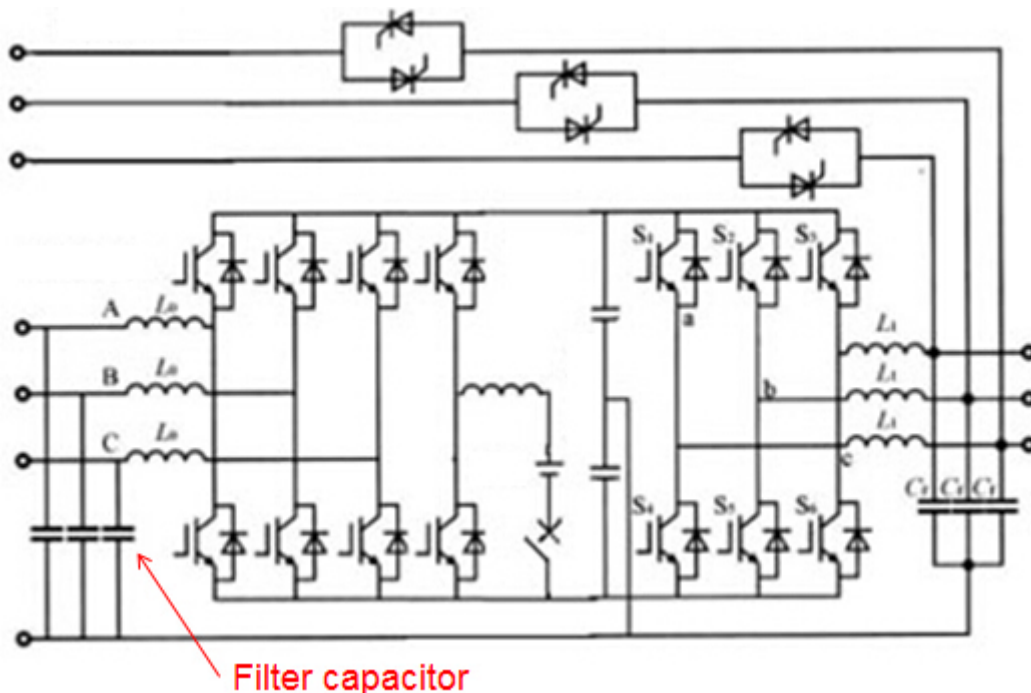 S₁ S₂ S₃
A L₀
a
B L₀
L₁
b
L₁
C L₀
L₁
c
C₁ C₁ C₁
S₄ S₅ S₆
Filter capacitor